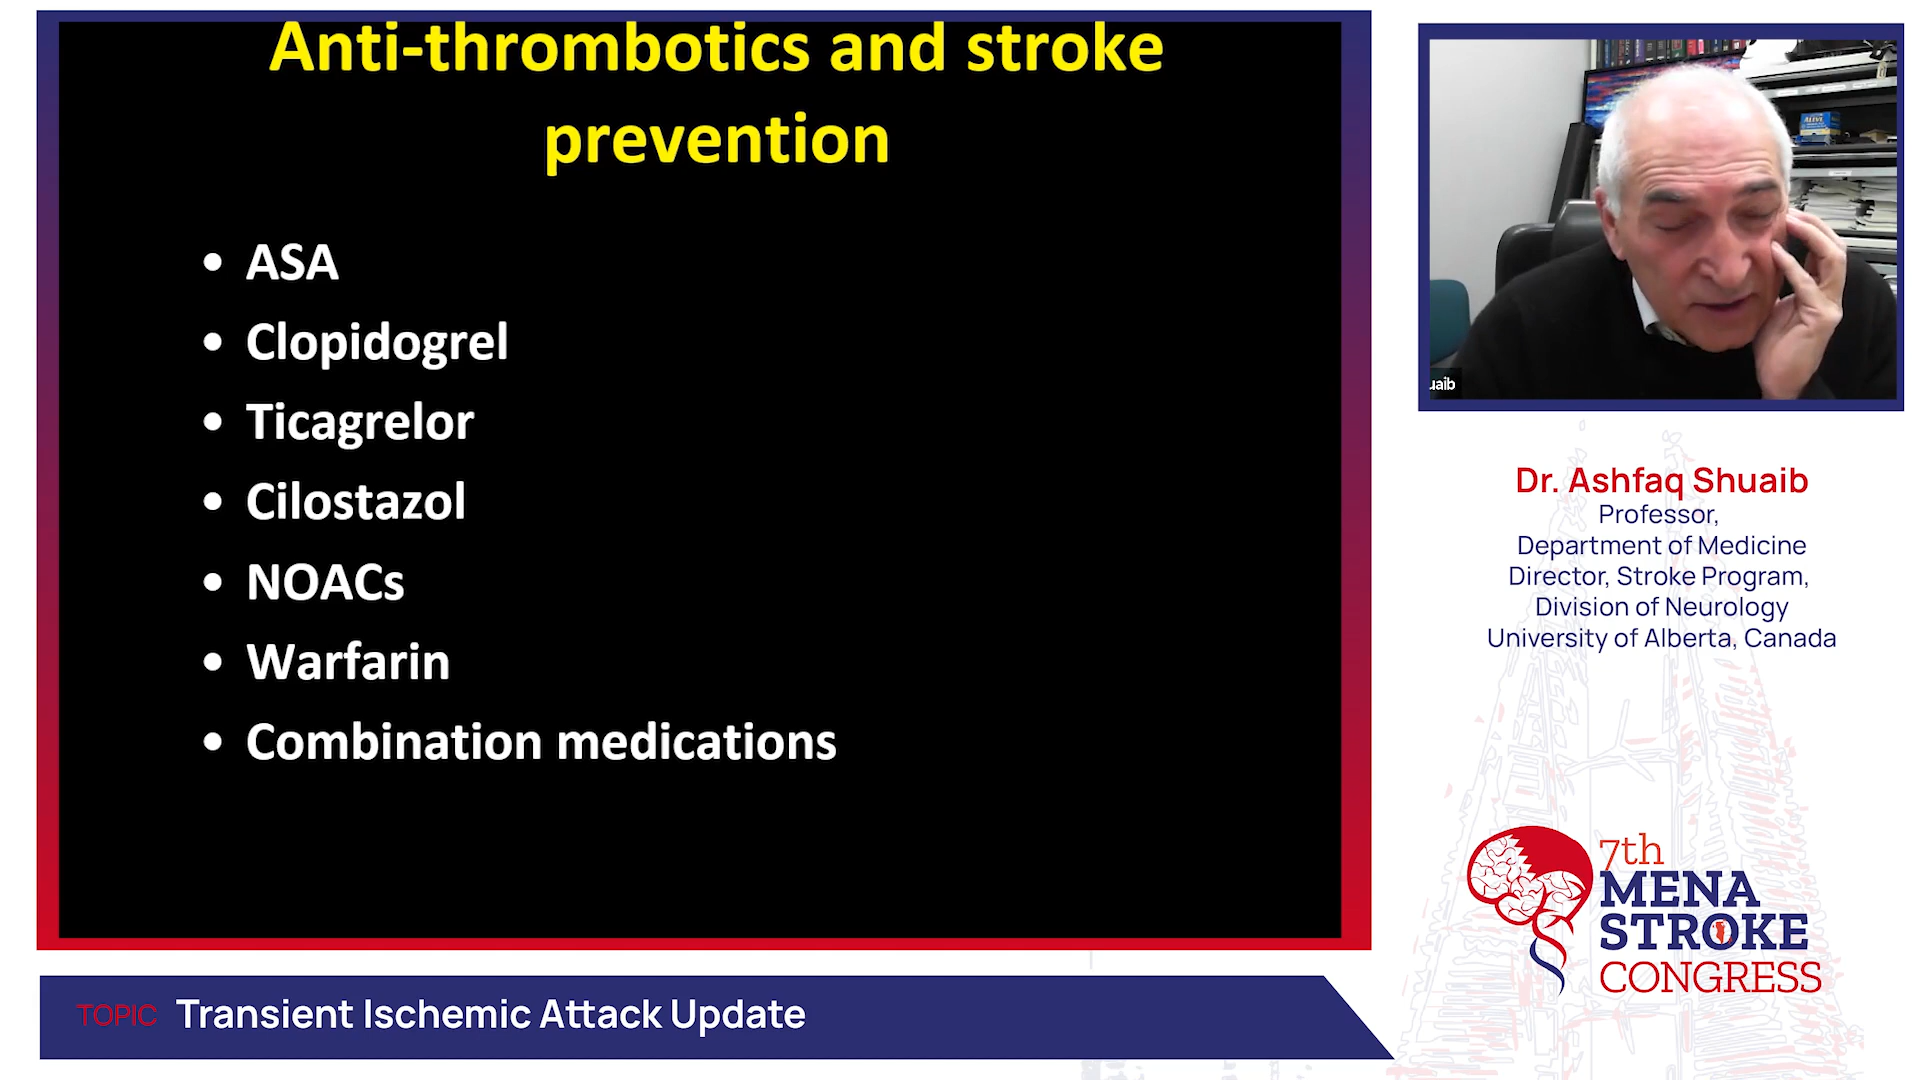 Anti-thrombotics and stroke
prevention
• ASA
• Clopidogrel
• Ticagrelor
• Cilostazol
• NOACs
• Warfarin
• Combination medications
uaib
Dr. Ashfaq Shuaib
Professor,
Department of Medicine
Director, Stroke Program,
Division of Neurology
University of Alberta, Canada
7th
MENA
STROKE
CONGRESS
TOPIC Transient Ischemic Attack Update